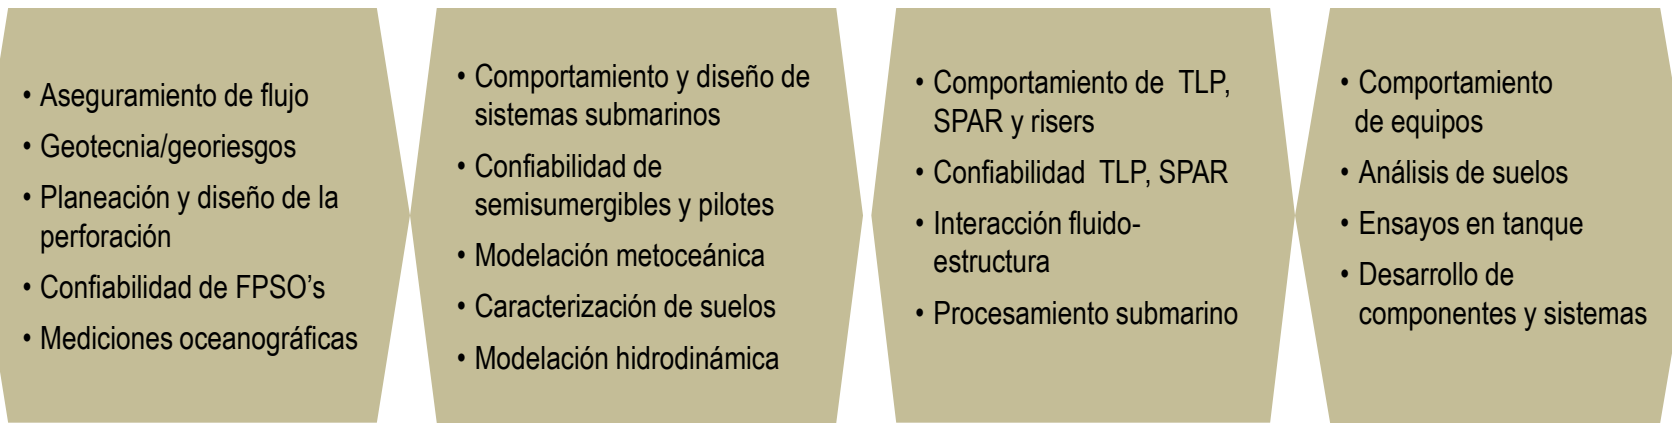 • Aseguramiento de flujo
• Geotecnia/georiesgos
• Planeación y diseño de la
perforación
• Confiabilidad de FPSO’s
• Mediciones oceanográficas
• Comportamiento y diseño de
sistemas submarinos
• Confiabilidad de
semisumergibles y pilotes
• Modelación metoceánica
• Caracterización de suelos
• Modelación hidrodinámica
• Comportamiento de TLP,
SPAR y risers
• Confiabilidad TLP, SPAR
• Interacción fluido-
estructura
• Procesamiento submarino
• Comportamiento
de equipos
• Análisis de suelos
• Ensayos en tanque
• Desarrollo de
componentes y sistemas